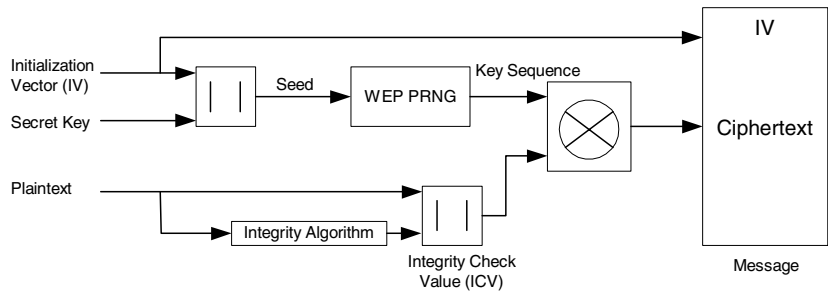 IV
Initialization
Vector (IV)
Seed
WEP PRNG
Key Sequence
Secret Key
Ciphertext
Plaintext
Integrity Algorithm
Integrity Check
Value (ICV)
Message